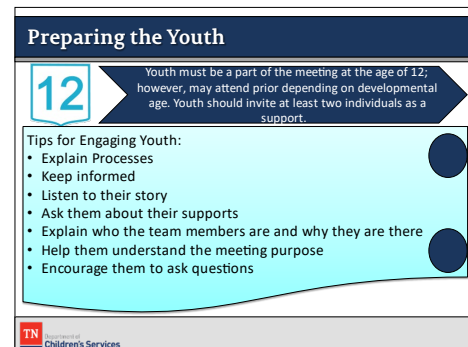 Preparing the Youth
12
Youth must be a part of the meeting at the age of 12;
however, may attend prior depending on developmental
age. Youth should invite at least two individuals as a
support.
Tips for Engaging Youth:
• Explain Processes
• Keep informed
• Listen to their story
• Ask them about their supports
• Explain who the team members are and why they are there
• Help them understand the meeting purpose
• Encourage them to ask questions
TN
Department of
Children's Services